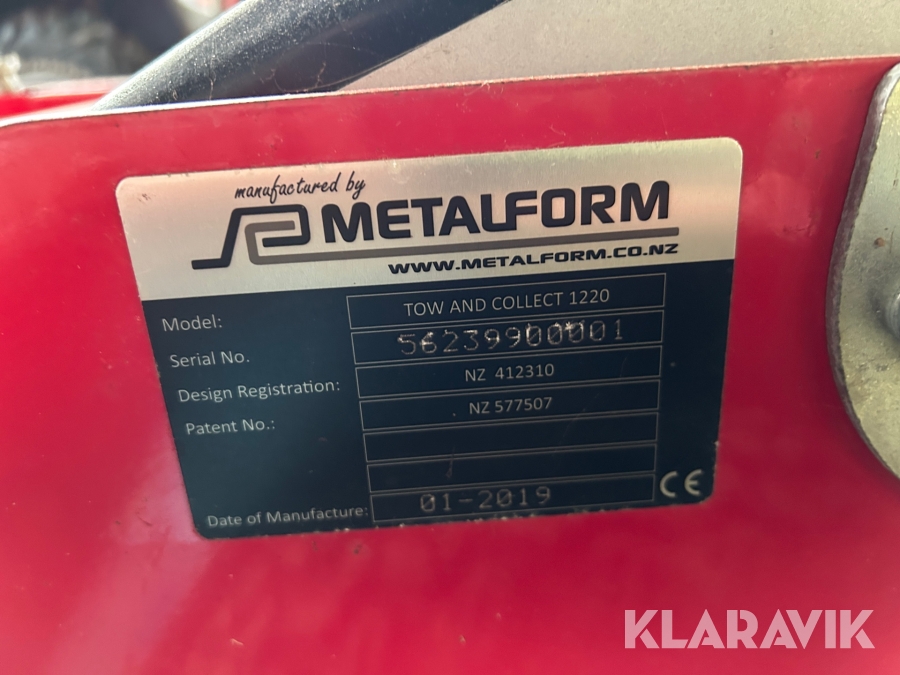 manufactured by
METALFORM
WWW.METALFORM.CO.NZ
Model: TOW AND COLLECT 1220
Serial No. 56239900001
Design Registration: NZ 412310
Patent No.: NZ 577507
Date of Manufacture: 01-2019
CE
KLARAVIK